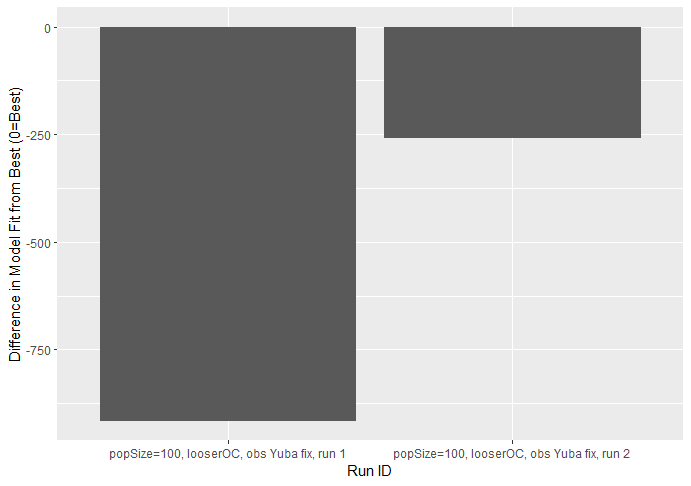 Difference in Model Fit from Best (0=Best)
0
-250
-500
-750
popSize=100, looserOC, obs Yuba fix, run 1
popSize=100, looserOC, obs Yuba fix, run 2
Run ID